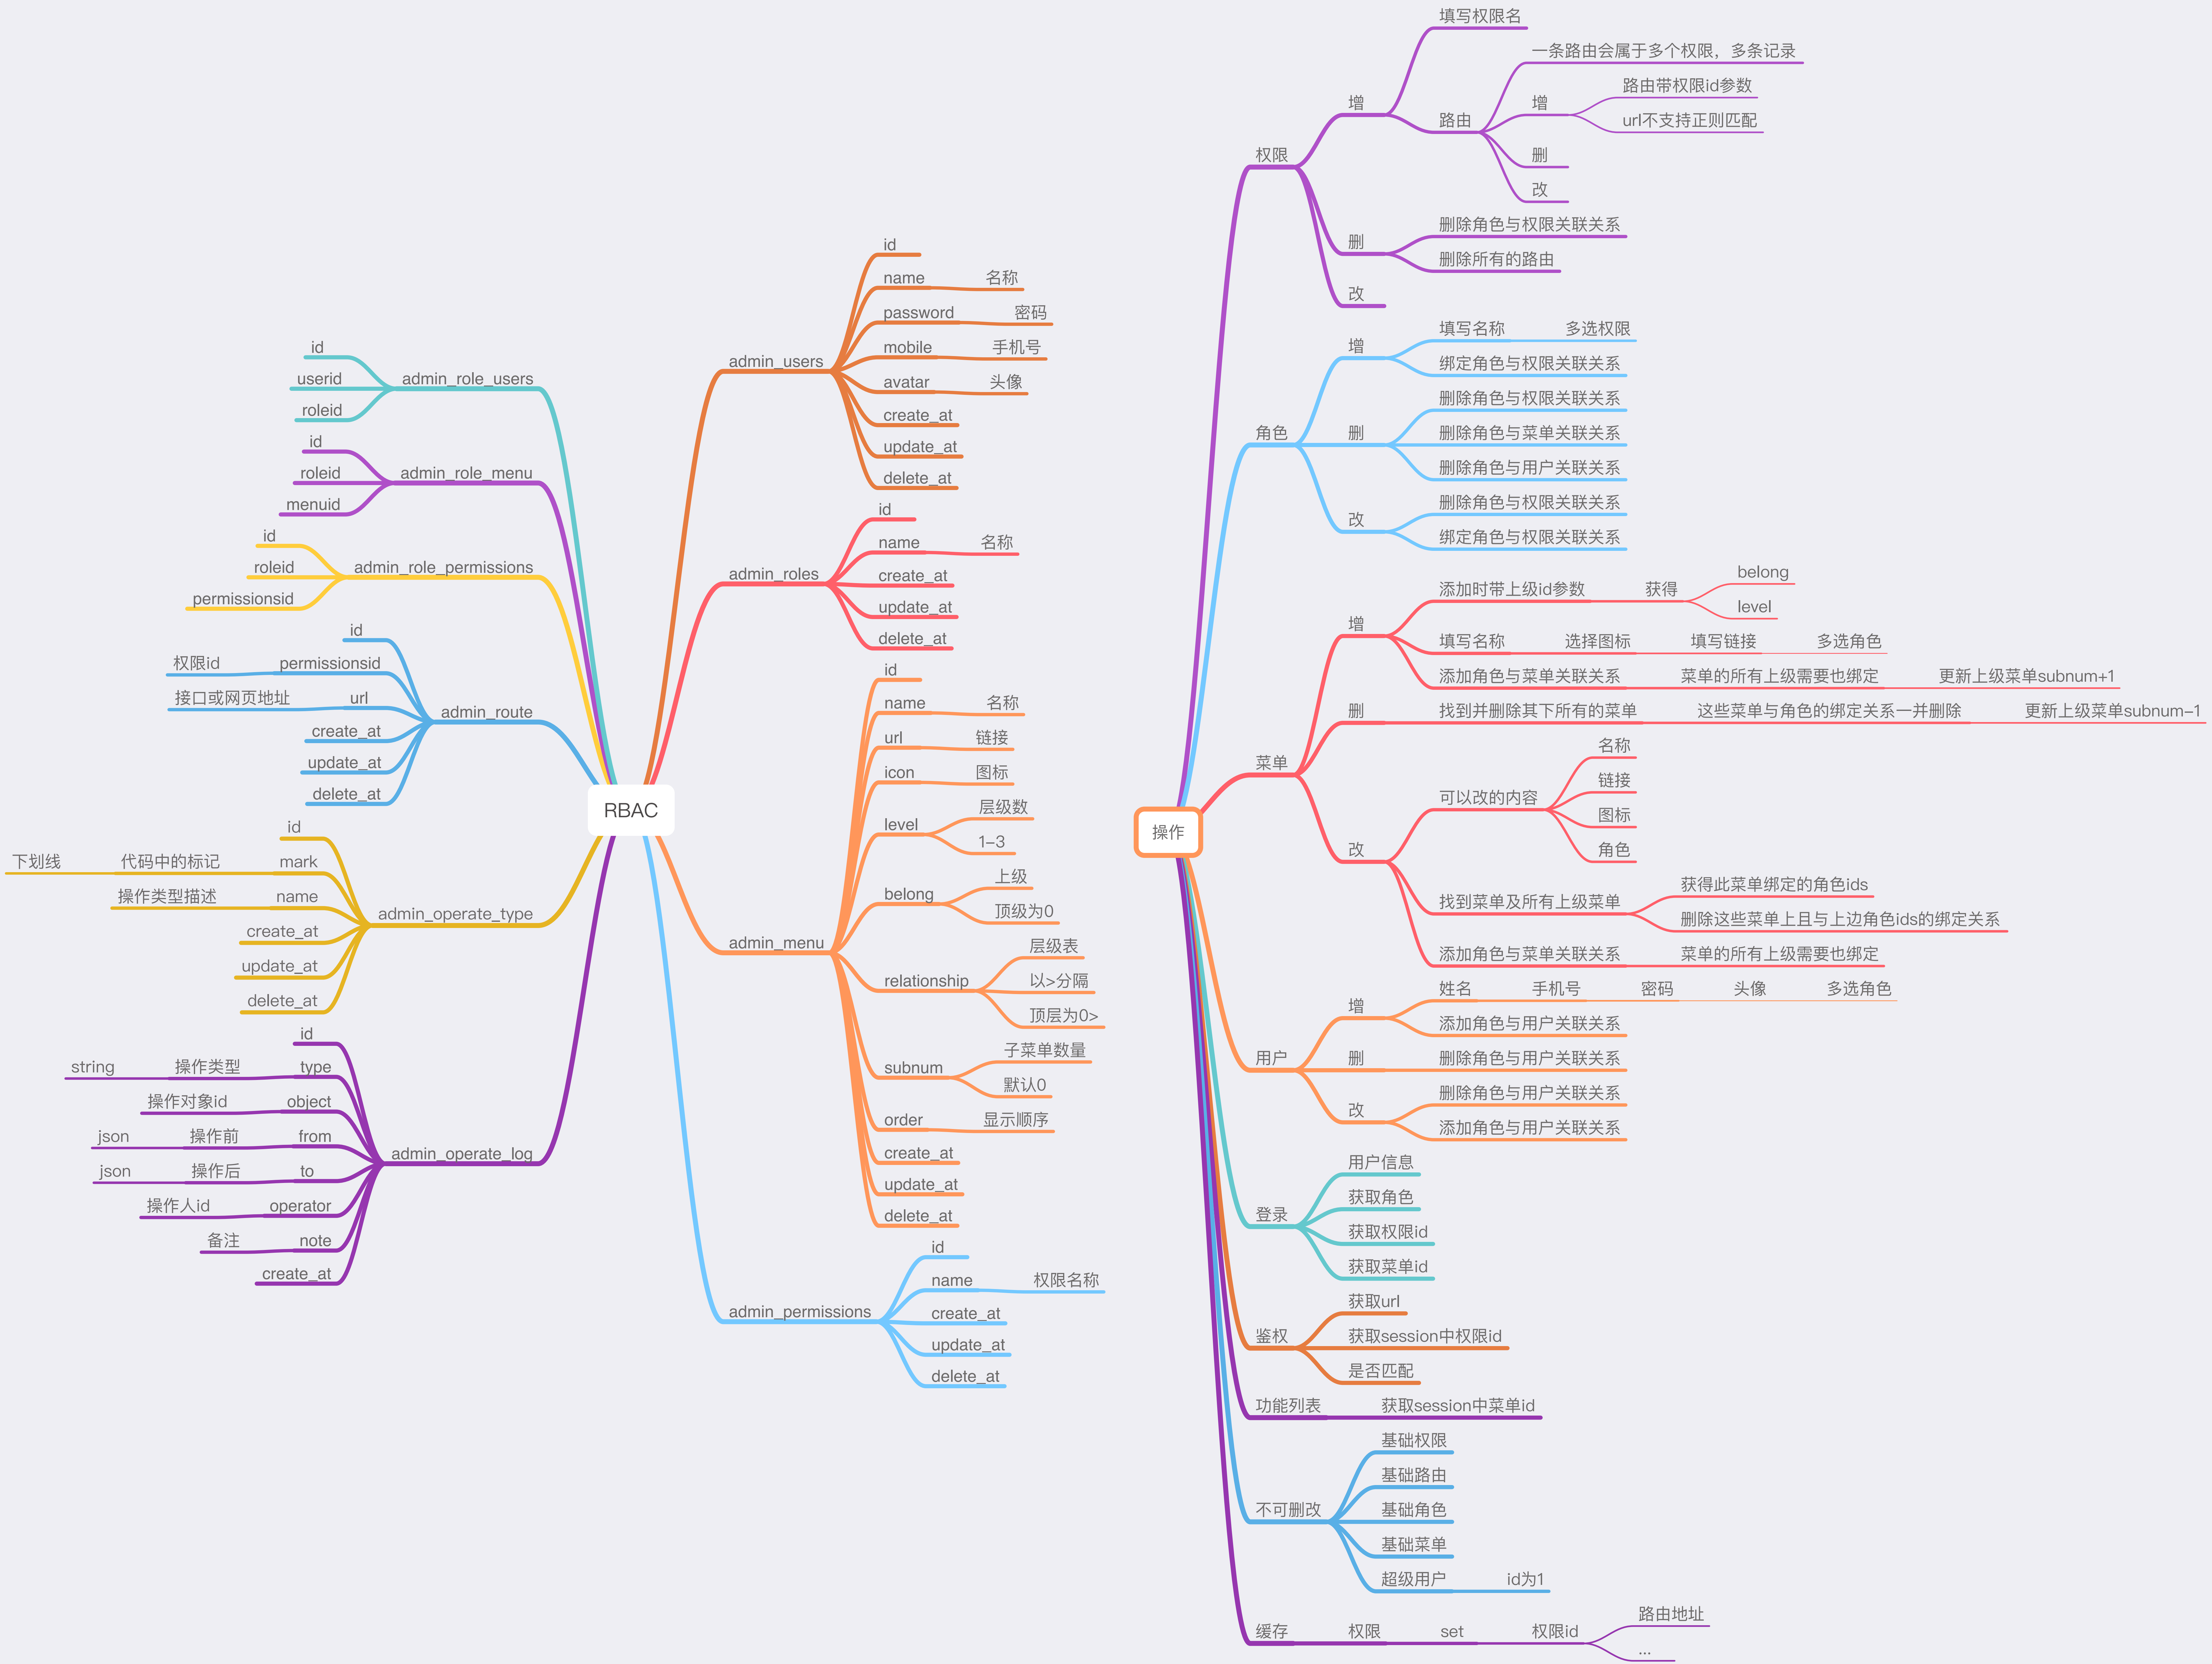 RBAC
admin_users
id
name
名称
password
密码
mobile
手机号
avatar
头像
create_at
update_at
delete_at
admin_roles
id
name
名称
create_at
update_at
delete_at
admin_menu
id
name
名称
url
链接
icon
图标
level
层级数
1-3
belong
上级
顶级为0
relationship
层级表
以>分隔
顶层为0>
subnum
子菜单数量
默认0
order
显示顺序
create_at
update_at
delete_at
admin_permissions
id
name
权限名称
create_at
update_at
delete_at
admin_role_users
id
userid
roleid
admin_role_menu
id
roleid
menuid
admin_role_permissions
id
roleid
permissionsid
admin_route
id
permissionsid
权限id
url
接口或网页地址
create_at
update_at
delete_at
admin_operate_type
id
mark
代码中的标记
下划线
name
操作类型描述
create_at
update_at
delete_at
admin_operate_log
id
type
操作类型
string
object
操作对象id
from
操作前
json
to
操作后
json
operator
操作人id
note
备注
create_at
操作
权限
增
填写权限名
路由
一条路由会属于多个权限，多条记录
增
路由带权限id参数
url不支持正则匹配
删
改
删
删除角色与权限关联关系
删除所有的路由
改
角色
增
填写名称
多选权限
绑定角色与权限关联关系
删
删除角色与权限关联关系
删除角色与菜单关联关系
删除角色与用户关联关系
改
删除角色与权限关联关系
绑定角色与权限关联关系
菜单
增
添加时带上级id参数
获得
belong
level
填写名称
选择图标
填写链接
多选角色
添加角色与菜单关联关系
菜单的所有上级需要也绑定
更新上级菜单subnum+1
删
找到并删除其下所有的菜单
这些菜单与角色的绑定关系一并删除
更新上级菜单subnum-1
改
可以改的内容
名称
链接
图标
角色
找到菜单及所有上级菜单
获得此菜单绑定的角色ids
删除这些菜单上且与上边角色ids的绑定关系
添加角色与菜单关联关系
菜单的所有上级需要也绑定
用户
增
姓名
手机号
密码
头像
多选角色
添加角色与用户关联关系
删
删除角色与用户关联关系
改
删除角色与用户关联关系
添加角色与用户关联关系
登录
用户信息
获取角色
获取权限id
获取菜单id
鉴权
获取url
获取session中权限id
是否匹配
功能列表
获取session中菜单id
不可删改
基础权限
基础路由
基础角色
基础菜单
超级用户
id为1
缓存
权限
set
权限id
路由地址
...